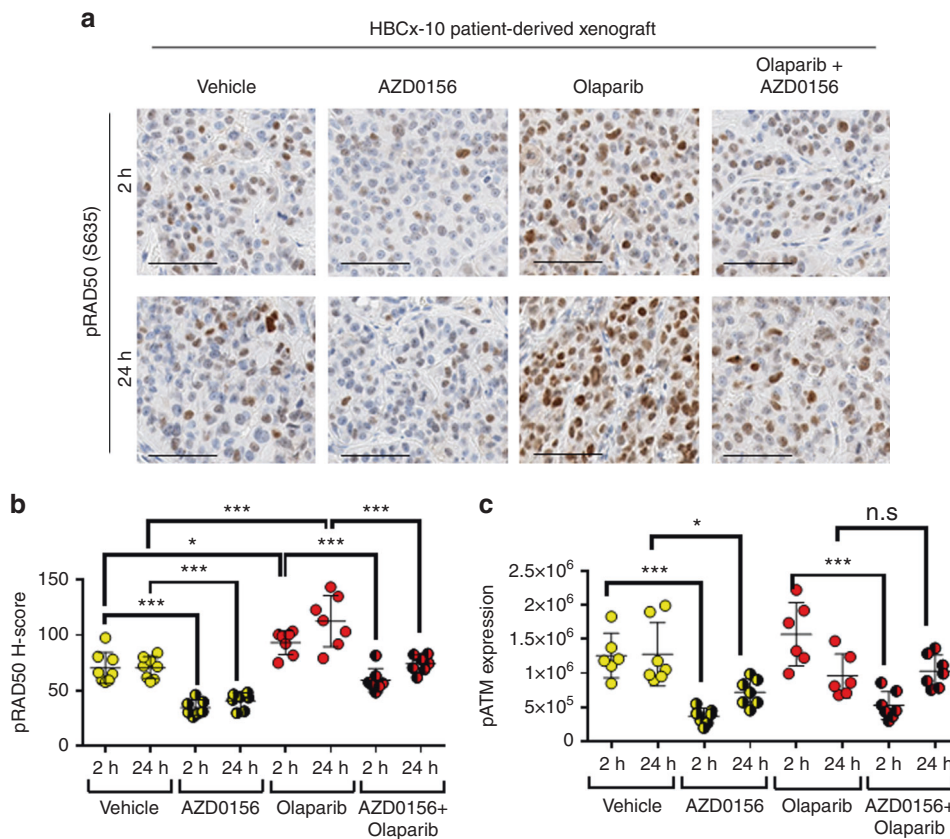 a
HBCx-10 patient-derived xenograft
Vehicle
AZD0156
Olaparib
Olaparib +
AZD0156
pRAD50 (S635)
2 h
24 h
b
***
***
*
***
***
***
pRAD50 H-score
150
100
50
0
2 h 24 h 2 h 24 h 2 h 24 h 2 h 24 h
Vehicle AZD0156 Olaparib AZD0156+
Olaparib
c
n.s
*
***
***
pATM expression
2.5×10⁶
2×10⁶
1.5×10⁶
1×10⁶
5×10⁵
0
2 h 24 h 2 h 24 h 2 h 24 h 2 h 24 h
Vehicle AZD0156 Olaparib AZD0156+
Olaparib